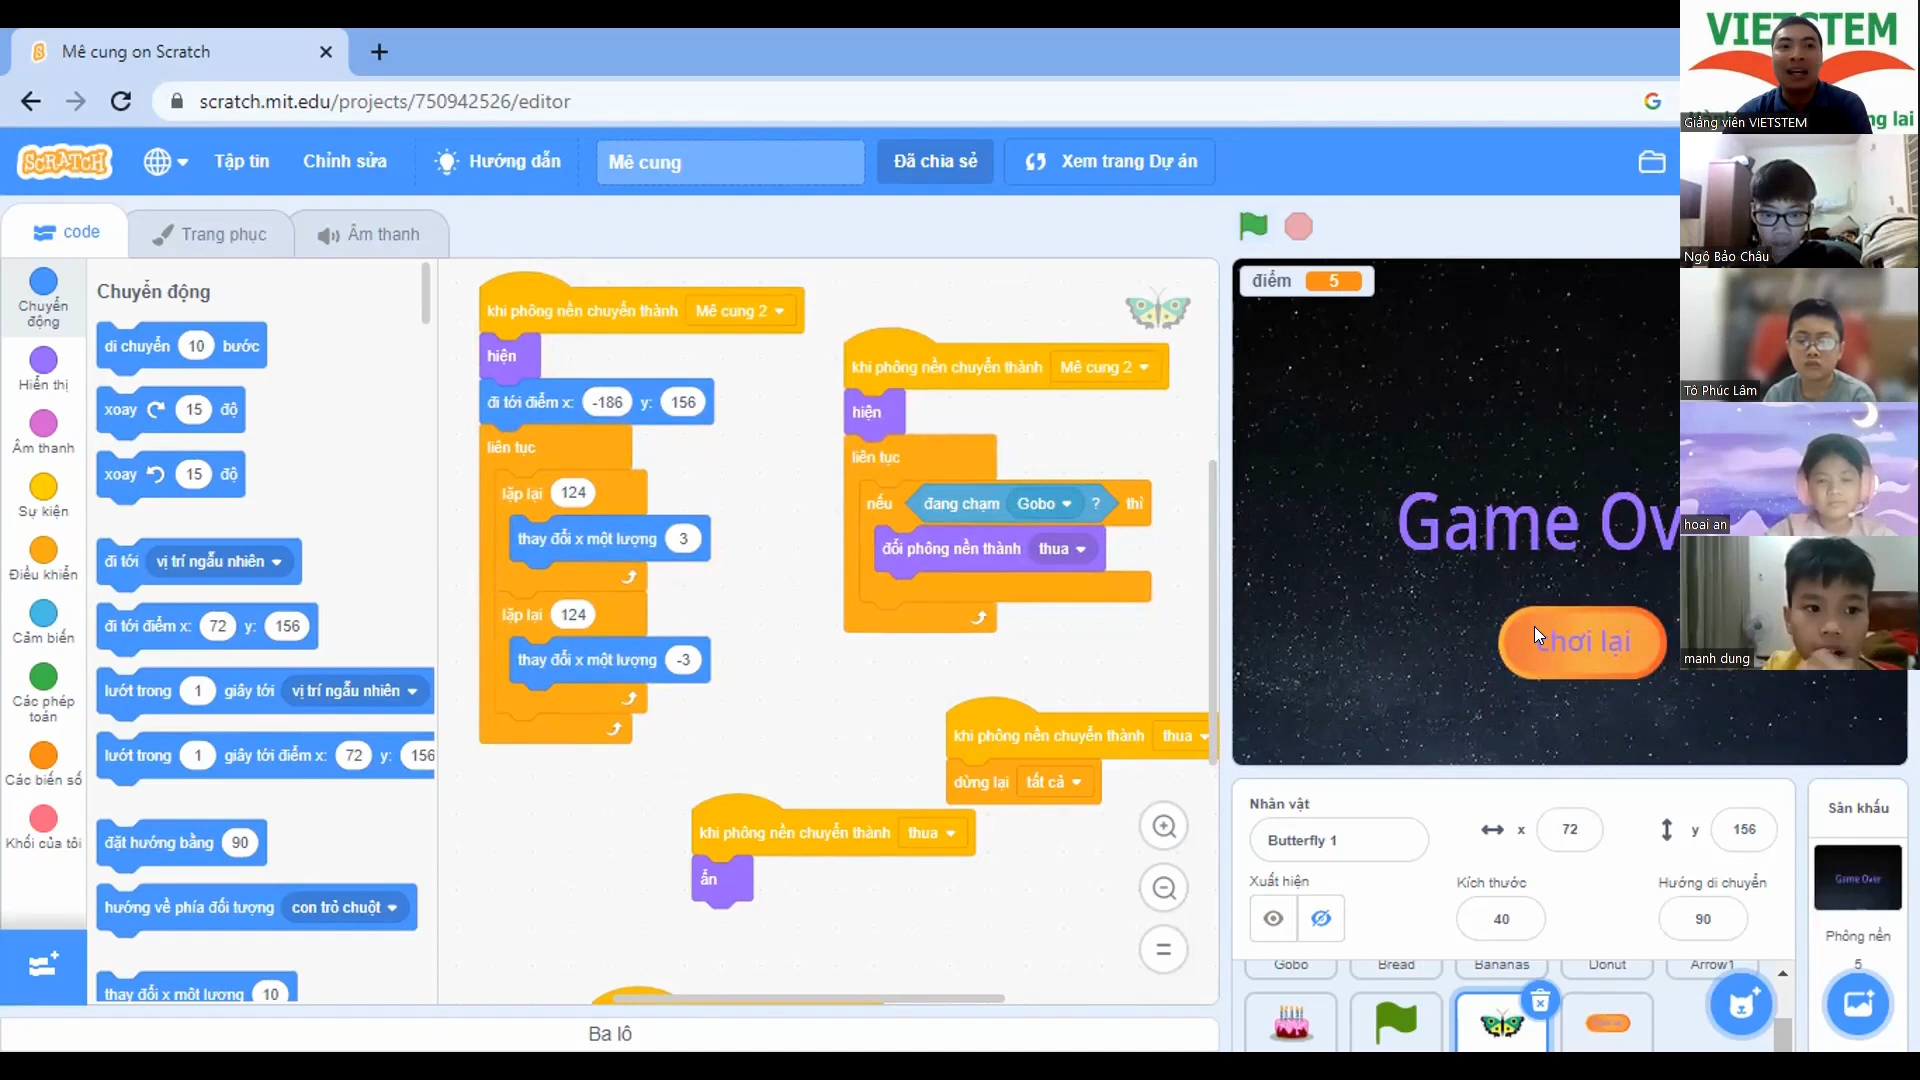 Mê cung on Scratch
scratch.mit.edu/projects/750942526/editor
SCRATCH
Tập tin
Chỉnh sửa
Hướng dẫn
Mê cung
Đã chia sẻ
Xem trang Dự án
code
Trang phục
Âm thanh
Chuyển động
Hiển thị
Âm thanh
Sự kiện
Điều khiển
Cảm biến
Các phép toán
Các biến số
Khối của tôi
Chuyển động
di chuyển 10 bước
xoay 15 độ
xoay 15 độ
đi tới vị trí ngẫu nhiên
đi tới điểm x: 72 y: 156
lướt trong 1 giây tới vị trí ngẫu nhiên
lướt trong 1 giây tới điểm x: 72 y: 156
đặt hướng bằng 90
hướng về phía đối tượng con trỏ chuột
thay đổi x một lượng 10
khi phông nền chuyển thành Mê cung 2
hiện
đi tới điểm x: -186 y: 156
liên tục
lặp lại 124
thay đổi x một lượng 3
lặp lại 124
thay đổi x một lượng -3
khi phông nền chuyển thành Mê cung 2
hiện
liên tục
nếu đang chạm Gobo ? thì
đổi phông nền thành thua
khi phông nền chuyển thành thua
dừng lại tất cả
khi phông nền chuyển thành thua
ẩn
Ba lô
điểm 5
Game Ov
chơi lại
Nhân vật
Butterfly 1
x 72
y 156
Xuất hiện
Kích thước
40
Hướng di chuyển
90
Gobo
Bread
Bananas
Donut
Arrow1
Sân khấu
Game Over
Phông nền
5
VIETSTEM
ng lai
Giảng viên VIETSTEM
Ngô Bảo Châu
Tô Phúc Lâm
hoai an
manh dung